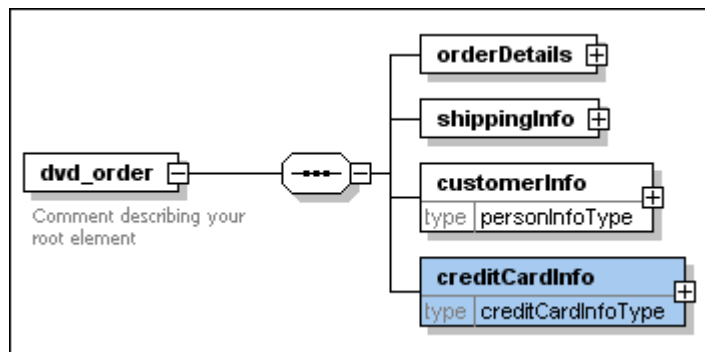 orderDetails
shippingInfo
dvd_order
Comment describing your
root element
customerInfo
type personInfoType
creditCardInfo
type creditCardInfoType